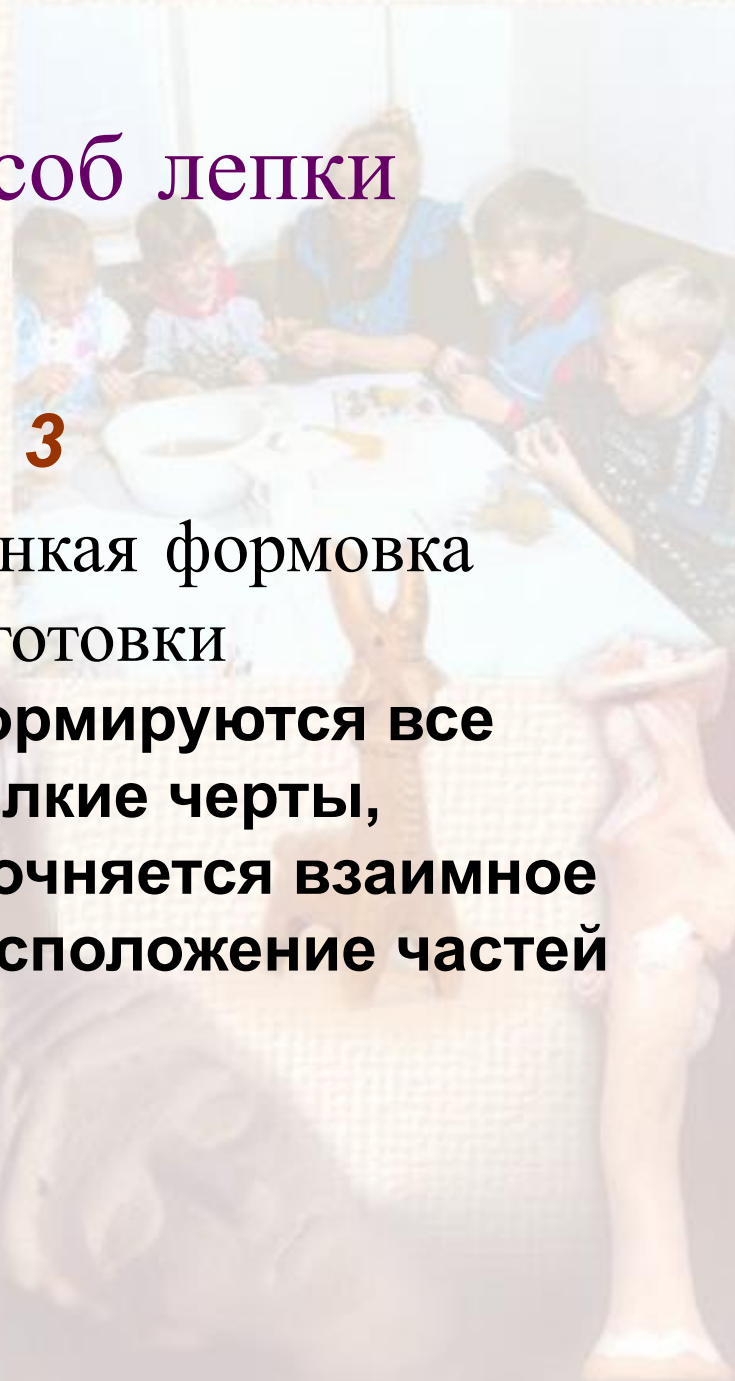 соб лепки
3
нкая формовка
готовки
ормируются все
лкие черты,
очняется взаимное
сположение частей